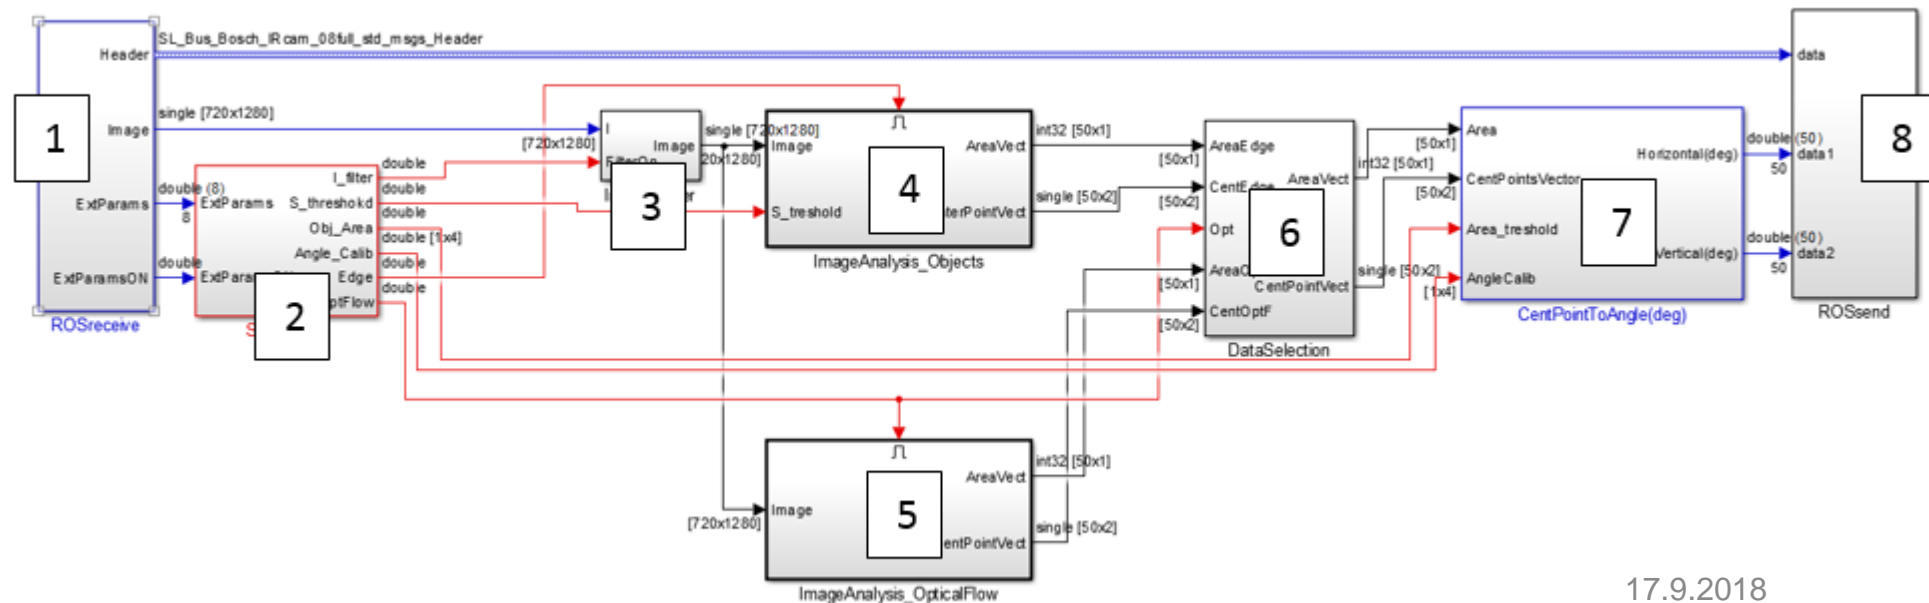 SL_Bus_Bosch_IRcam_08full_std_msgs_Header
Header
single [720x1280]
Image
double (8)
ExtParams
8
double
ExtParamsON
1
ROSreceive
ExtParams
I_filter
S_threshokd
Obj_Area
Angle_Calib
Edge
2
double
double
double
double [1x4]
double
double
I
[720x1280]
Image
3
single [720x1280]
Image
S_treshold
4
AreaVect
ImageAnalysis_Objects
int32 [50x1]
single [50x2]
[720x1280]
Image
5
AreaVect
ImageAnalysis_OpticalFlow
int32 [50x1]
single [50x2]
[50x1]
AreaEdge
[50x2]
CentEdge
Opt
[50x1]
[50x2]
CentOptF
6
AreaVect
CentPointVect
DataSelection
int32 [50x1]
single [50x2]
[50x1]
Area
[50x2]
CentPointsVector
Area_treshold
[1x4]
AngleCalib
7
Horizontal(deg)
Vertical(deg)
CentPointToAngle(deg)
double (50)
50
double (50)
50
data
data1
data2
8
ROSsend
17.9.2018